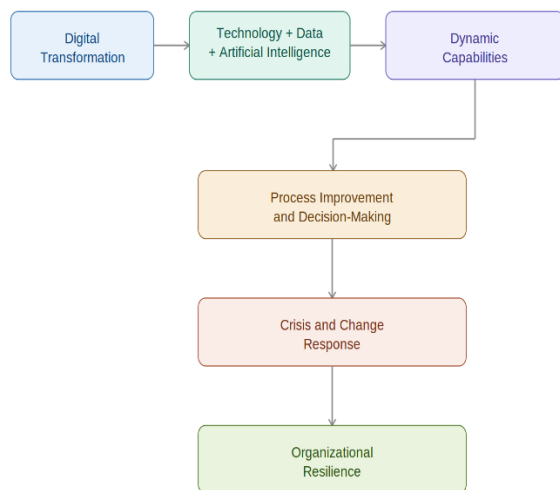 Digital
Transformation
Technology + Data
+ Artificial Intelligence
Dynamic
Capabilities
Process Improvement
and Decision-Making
Crisis and Change
Response
Organizational
Resilience